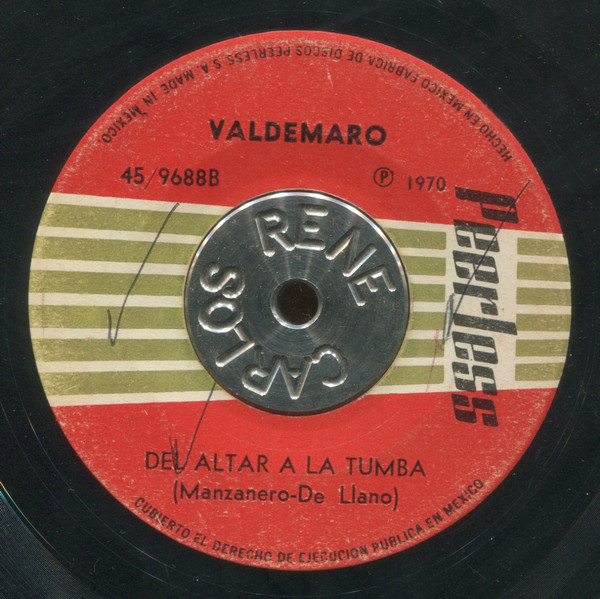 HECHO EN MEXICO FABRICA DE DISCOS PEERLESS S. A. MADE IN MEXICO
VALDEMARO
45/9688B
Ⓟ 1970
Peerless
RENE
CARLOS
DEL ALTAR A LA TUMBA
(Manzanero-De Llano)
CUBIERTO EL DERECHO DE EJECUCION PUBLICA EN MEXICO